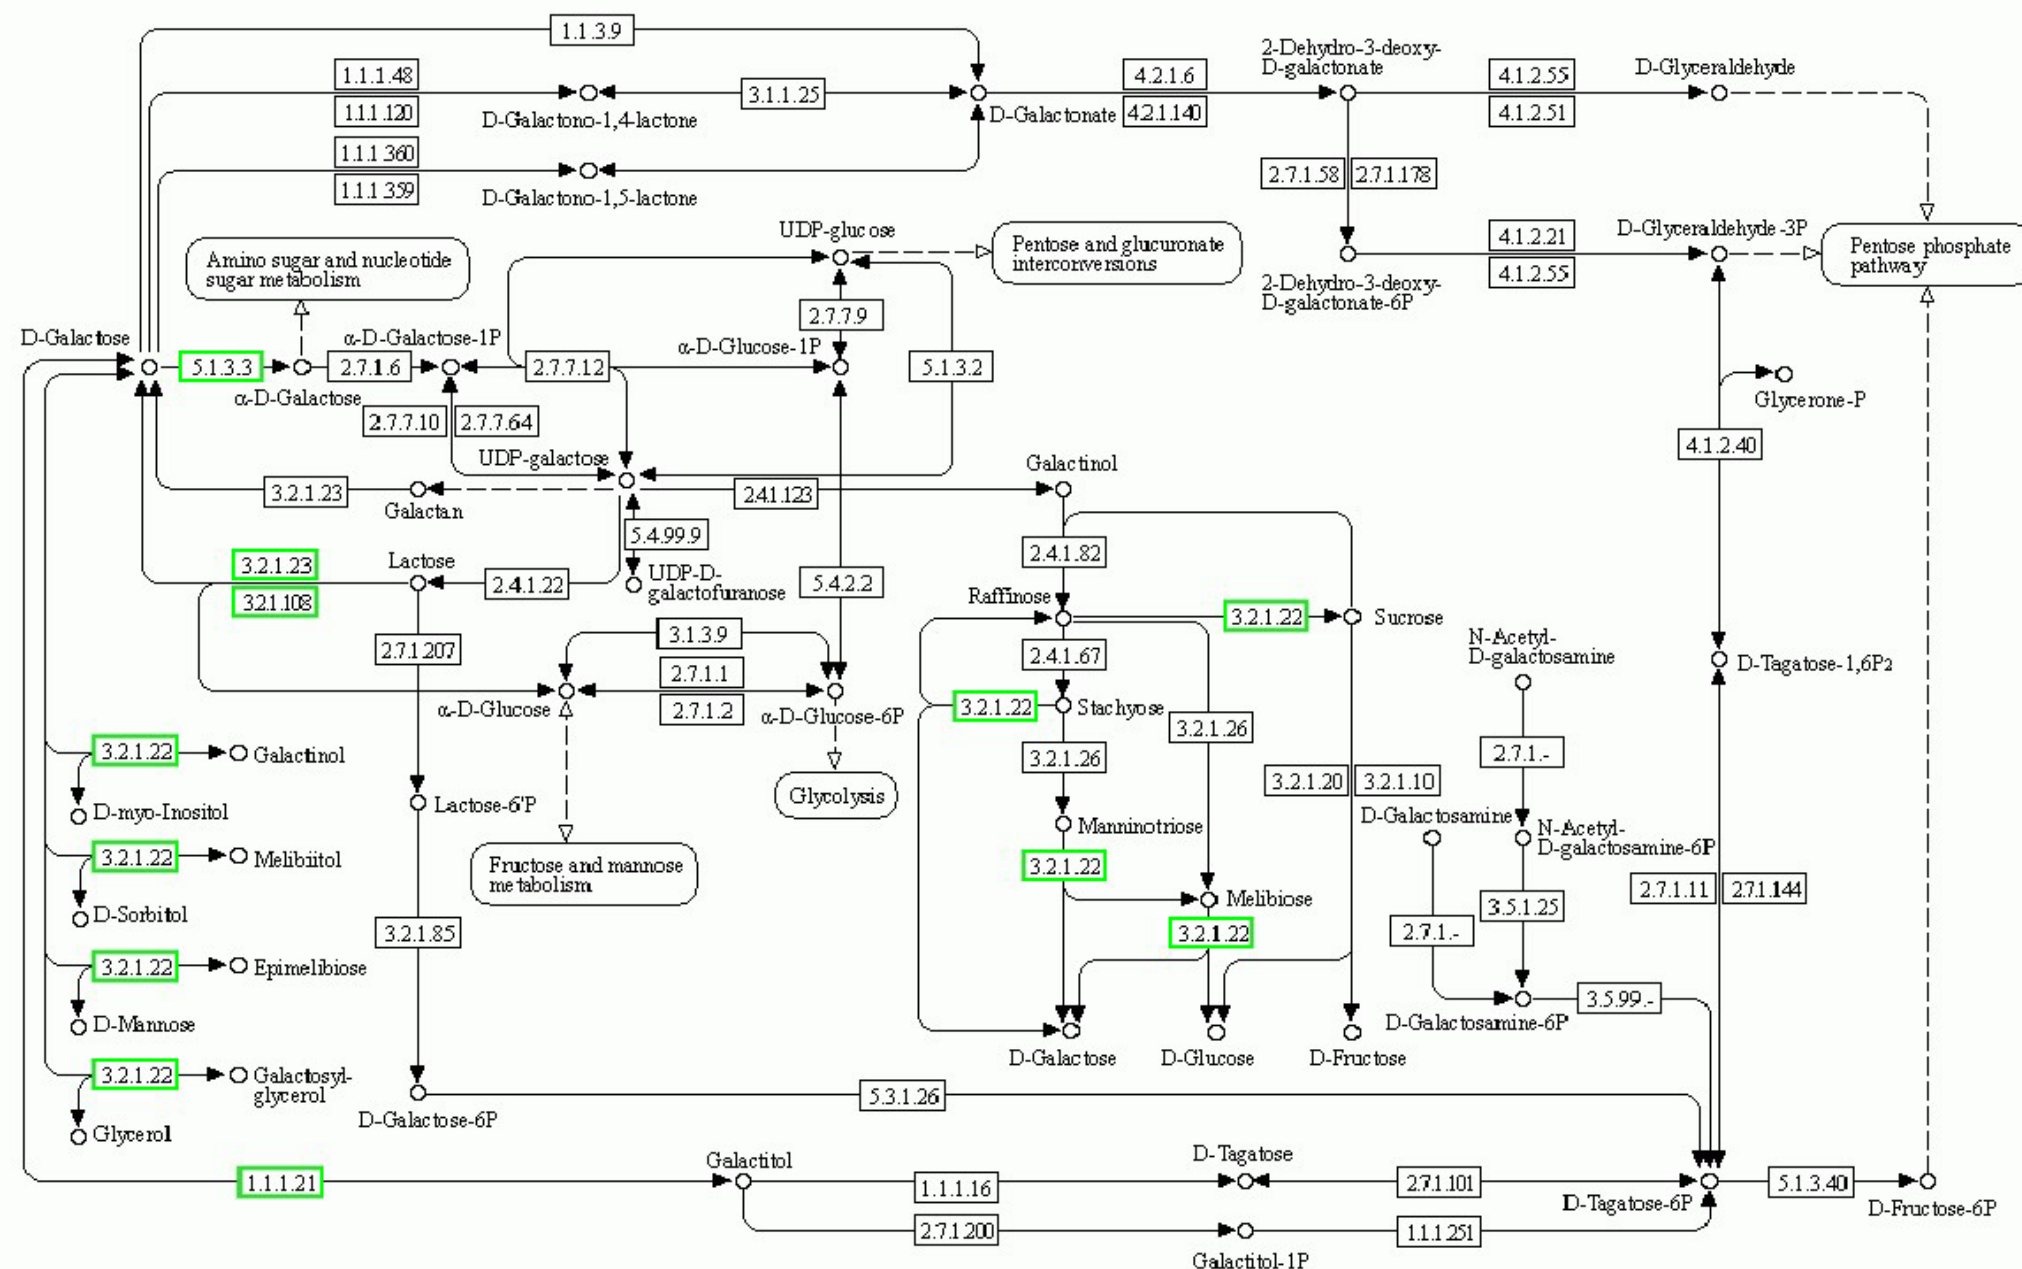 1.1.3.9
1.1.1.48
1.1.1.120
D-Galactono-1,4-lactone
3.1.1.25
D-Galactonate
4.2.1.6
4.2.1.140
2-Dehydro-3-deoxy-
D-galactonate
4.1.2.55
4.1.2.51
D-Glyceraldehyde
1.1.1.360
1.1.1.359
D-Galactono-1,5-lactone
2.7.1.58
2.7.1.178
UDP-glucose
Pentose and glucuronate
interconversions
4.1.2.21
4.1.2.55
D-Glyceraldehyde-3P
Pentose phosphate
pathway
2-Dehydro-3-deoxy-
D-galactonate-6P
Amino sugar and nucleotide
sugar metabolism
2.7.7.9
D-Galactose
5.1.3.3
α-D-Galactose
2.7.1.6
α-D-Galactose-1P
2.7.7.12
α-D-Glucose-1P
5.1.3.2
Glycerone-P
2.7.7.10
2.7.7.64
4.1.2.40
UDP-galactose
3.2.1.23
Galactan
2.4.1.123
Galactinol
5.4.99.9
UDP-D-
galactofuranose
2.4.1.82
3.2.1.23
3.2.1.108
Lactose
2.4.1.22
5.4.2.2
Raffinose
3.2.1.22
Sucrose
2.7.1.207
3.1.3.9
2.7.1.1
2.7.1.2
α-D-Glucose
α-D-Glucose-6P
2.4.1.67
N-Acetyl-
D-galactosamine
D-Tagatose-1,6P2
3.2.1.22
Stachyose
3.2.1.26
3.2.1.26
2.7.1.-
3.2.1.22
Galactinol
D-myo-Inositol
Lactose-6'P
Glycolysis
3.2.1.20
3.2.1.10
Manninotriose
D-Galactosamine
N-Acetyl-
D-galactosamine-6P
3.2.1.22
Melibiitol
D-Sorbitol
Fructose and mannose
metabolism
3.2.1.22
Melibiose
3.2.1.22
2.7.1.-
3.5.1.25
2.7.1.11
2.7.1.144
3.2.1.85
3.2.1.22
Epimelibiose
D-Mannose
3.5.99.-
D-Galactosamine-6P
D-Galactose
D-Glucose
D-Fructose
3.2.1.22
Galactosyl-
glycerol
Glycerol
D-Galactose-6P
5.3.1.26
1.1.1.21
Galactitol
1.1.1.16
D-Tagatose
2.7.1.101
D-Tagatose-6P
5.1.3.40
D-Fructose-6P
2.7.1.200
Galactitol-1P
1.1.1.251